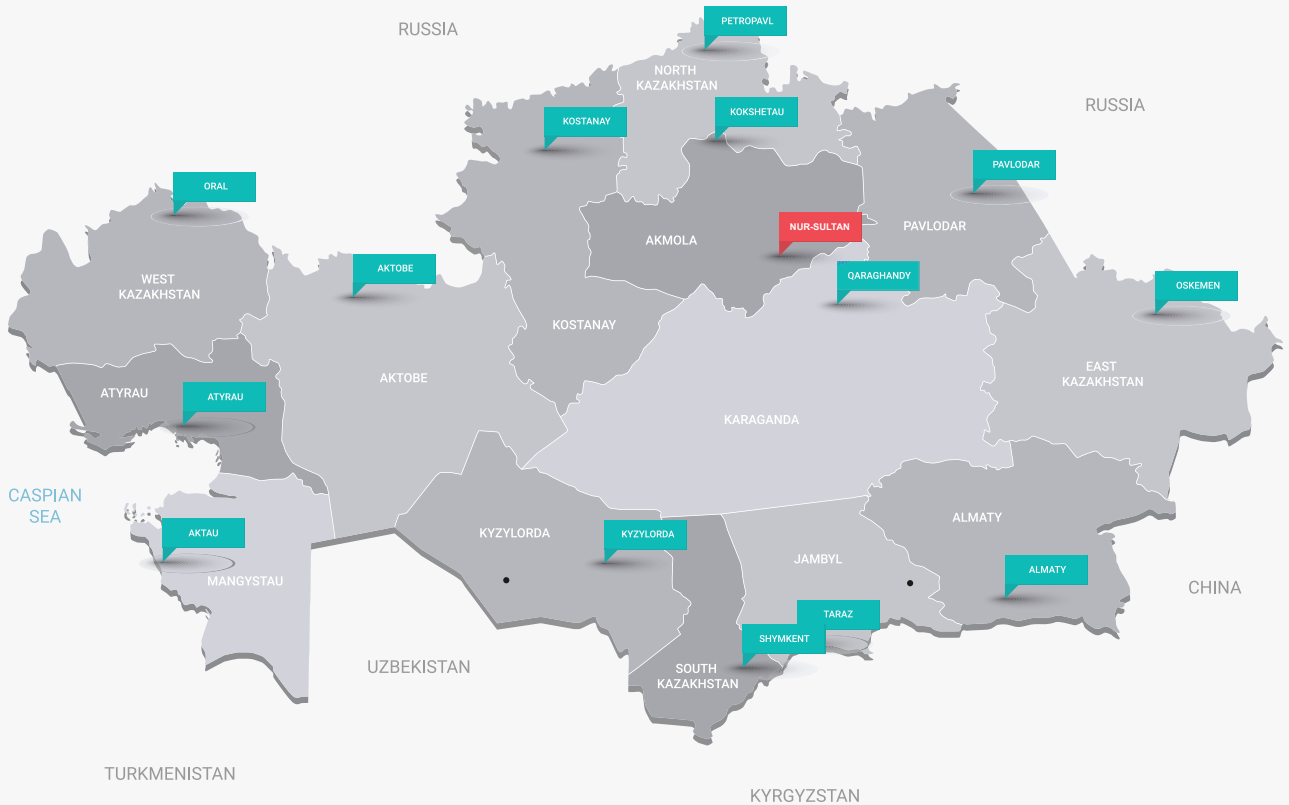 PETROPAVL
RUSSIA
NORTH
KAZAKHSTAN
RUSSIA
KOSTANAY
KOKSHETAU
PAVLODAR
ORAL
NUR-SULTAN
PAVLODAR
AKMOLA
AKTOBE
QARAGHANDY
WEST
KAZAKHSTAN
OSKEMEN
KOSTANAY
AKTOBE
EAST
KAZAKHSTAN
ATYRAU
ATYRAU
KARAGANDA
CASPIAN
SEA
ALMATY
AKTAU
KYZYLORDA
KYZYLORDA
JAMBYL
ALMATY
MANGYSTAU
CHINA
TARAZ
SHYMKENT
UZBEKISTAN
SOUTH
KAZAKHSTAN
TURKMENISTAN
KYRGYZSTAN